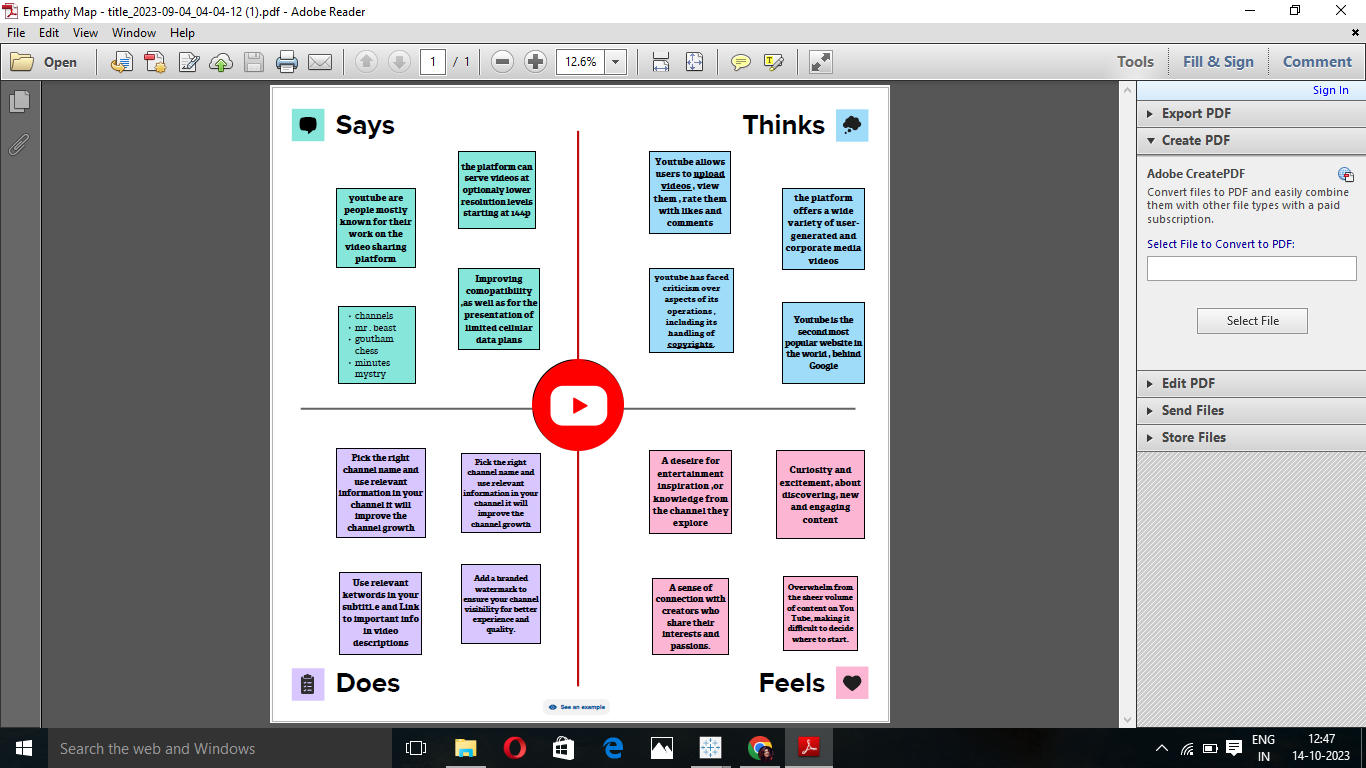 Empathy Map - title_2023-09-04_04-04-12 (1).pdf - Adobe Reader
File Edit View Window Help
Open 1 / 1 12.6% Tools Fill & Sign Comment
Sign In
Export PDF
Create PDF
Adobe CreatePDF
Convert files to PDF and easily combine
them with other file types with a paid
subscription.
Select File to Convert to PDF:
Select File
Edit PDF
Send Files
Store Files
Says
youtube are
people mostly
known for their
work on the
video sharing
platform
the platform can
serve videos at
optionaly lower
resolution levels
starting at 144p
• channels
• mr . beast
• goutham
chess
• minutes
mystry
Improving
comopatibility
,as well as for the
presentation of
limited cellular
data plans
Thinks
Youtube allows
users to upload
videos , view
them , rate them
with likes and
comments
the platform
offers a wide
variety of user-
generated and
corporate media
videos
youtube has faced
criticism over
aspects of its
operations ,
including its
handling of
copyrights.
Youtube is the
second most
popular website in
the world , behind
Google
Pick the right
channel name and
use relevant
information in your
channel it will
improve the
channel growth
Pick the right
channel name and
use relevant
information in your
channel it will
improve the
channel growth
Use relevant
ketwords in your
subtitl.e and Link
to important info
in video
descriptions
Add a branded
watermark to
ensure your channel
visibility for better
experience and
quality.
Does
A deseire for
entertainment
inspiration ,or
knowledge from
the channel they
explore
Curiosity and
excitement, about
discovering, new
and engaging
content
A sense of
connection with
creators who
share their
interests and
passions.
Overwhelm from
the sheer volume
of content on You
Tube, making it
difficult to decide
where to start.
Feels
See an example
Search the web and Windows
ENG
IN
12:47
14-10-2023